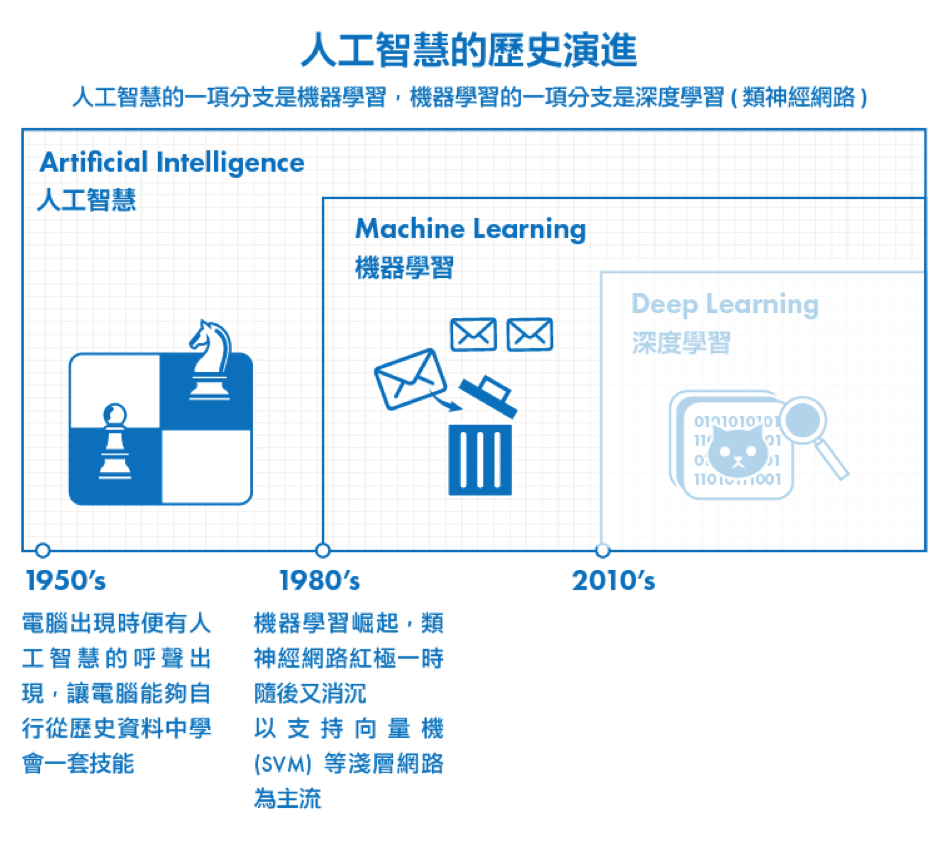 人工智慧的歷史演進
人工智慧的一項分支是機器學習，機器學習的一項分支是深度學習 ( 類神經網路 )
Artificial Intelligence
人工智慧
Machine Learning
機器學習
Deep Learning
深度學習
0101010101
01
01
1001
1950's
電腦出現時便有人
工智慧的呼聲出
現，讓電腦能夠自
行從歷史資料中學
會一套技能
1980's
機器學習崛起，類
神經網路紅極一時
隨後又消沉
以支持向量機
(SVM) 等淺層網路
為主流
2010's